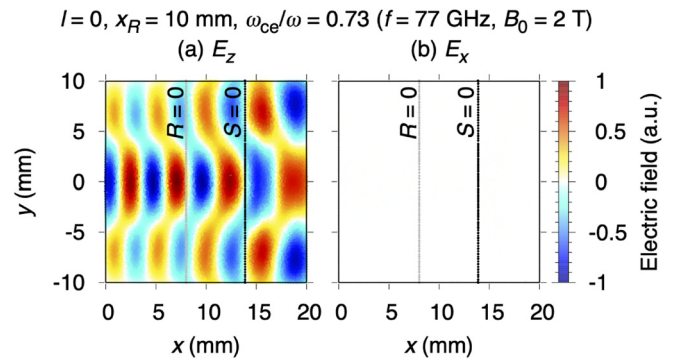 l = 0, x_R = 10 mm, ω_ce/ω = 0.73 (f = 77 GHz, B_0 = 2 T)
(a) E_z
(b) E_x
10
5
0
-5
-10
y (mm)
R = 0
S = 0
R = 0
S = 0
1
0.5
0
-0.5
-1
Electric field (a.u.)
0 5 10 15 20
0 5 10 15 20
x (mm)
x (mm)